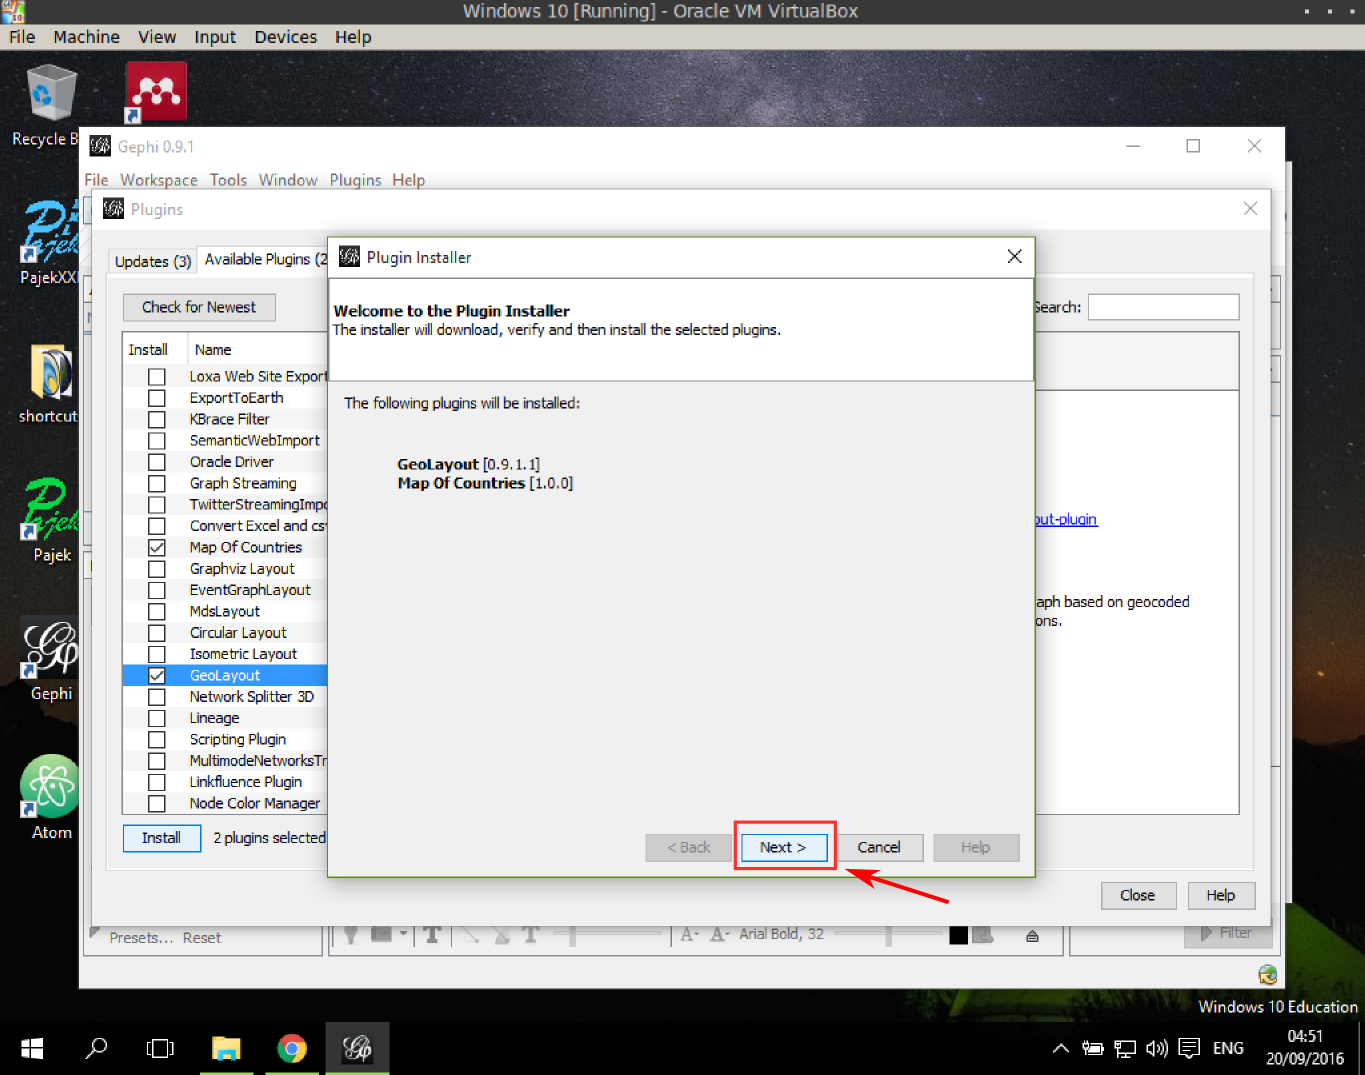 Windows 10 [Running] - Oracle VM VirtualBox
File Machine View Input Devices Help
Recycle B
Gephi 0.9.1
File Workspace Tools Window Plugins Help
Plugins
PajekXX
Updates (3) Available Plugins (2
Plugin Installer
Check for Newest
Search:
Welcome to the Plugin Installer
The installer will download, verify and then install the selected plugins.
Install Name
Loxa Web Site Export
ExportToEarth
The following plugins will be installed:
shortcut
KBrace Filter
SemanticWebImport
Oracle Driver
GeoLayout [0.9.1.1]
Graph Streaming
Map Of Countries [1.0.0]
TwitterStreamingImpo
Convert Excel and csv
out-plugin
Pajek
Map Of Countries
Graphviz Layout
EventGraphLayout
aph based on geocoded
MdsLayout
ons.
Circular Layout
Isometric Layout
GeoLayout
Gephi
Network Splitter 3D
Lineage
Scripting Plugin
MultimodeNetworksTr
Linkfluence Plugin
Node Color Manager
Atom
Install 2 plugins selected
< Back Next > Cancel Help
Close Help
Presets... Reset
T T A- A- Arial Bold, 32
Filter
Windows 10 Education
ENG
04:51
20/09/2016